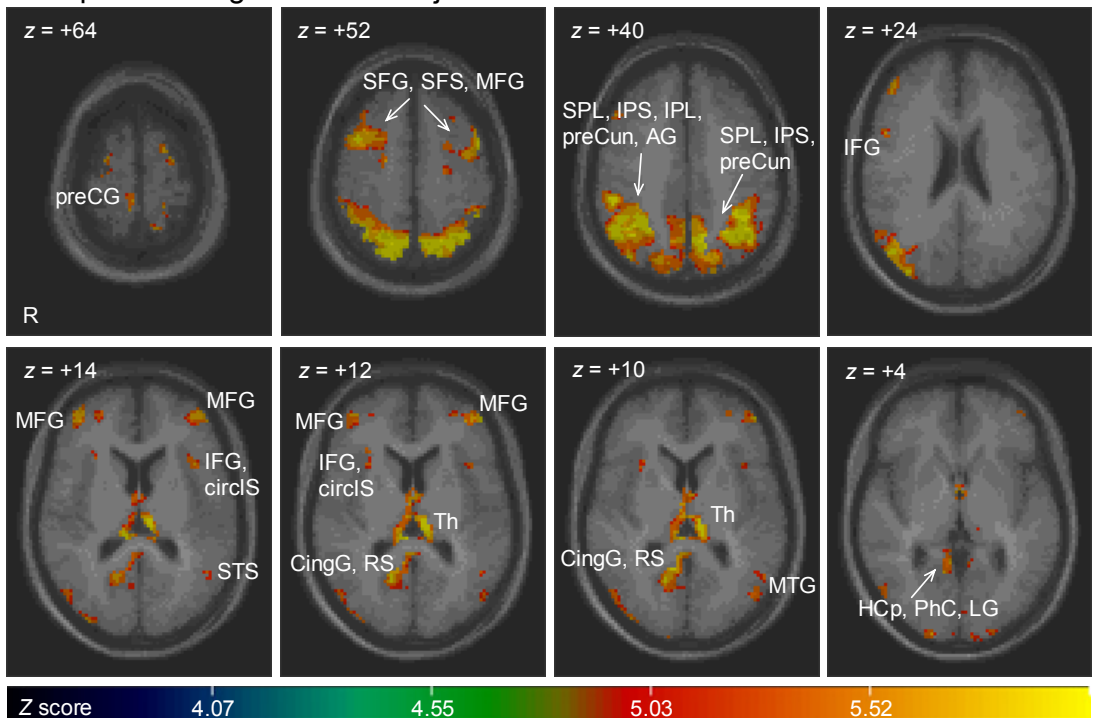 z = +64
preCG
R
z = +52
SFG, SFS, MFG
z = +40
SPL, IPS, IPL,
preCun, AG
SPL, IPS,
preCun
z = +24
IFG
z = +14
MFG
MFG
IFG,
circIS
STS
z = +12
MFG
MFG
IFG,
circIS
Th
CingG, RS
z = +10
Th
CingG, RS
MTG
z = +4
HCp, PhC, LG
Z score
4.07
4.55
5.03
5.52